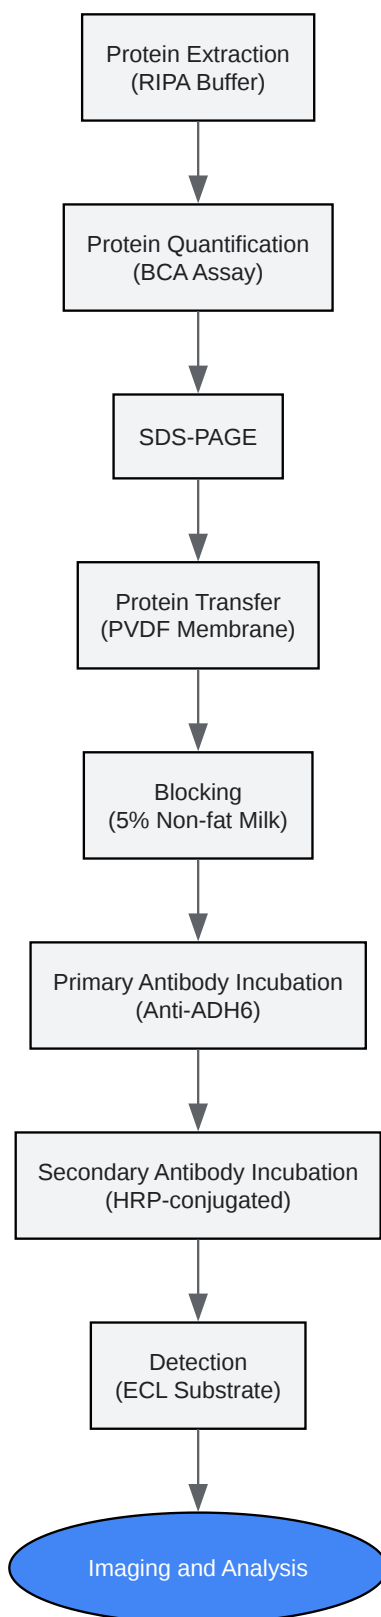 Protein Extraction
(RIPA Buffer)
Protein Quantification
(BCA Assay)
SDS-PAGE
Protein Transfer
(PVDF Membrane)
Blocking
(5% Non-fat Milk)
Primary Antibody Incubation
(Anti-ADH6)
Secondary Antibody Incubation
(HRP-conjugated)
Detection
(ECL Substrate)
Imaging and Analysis